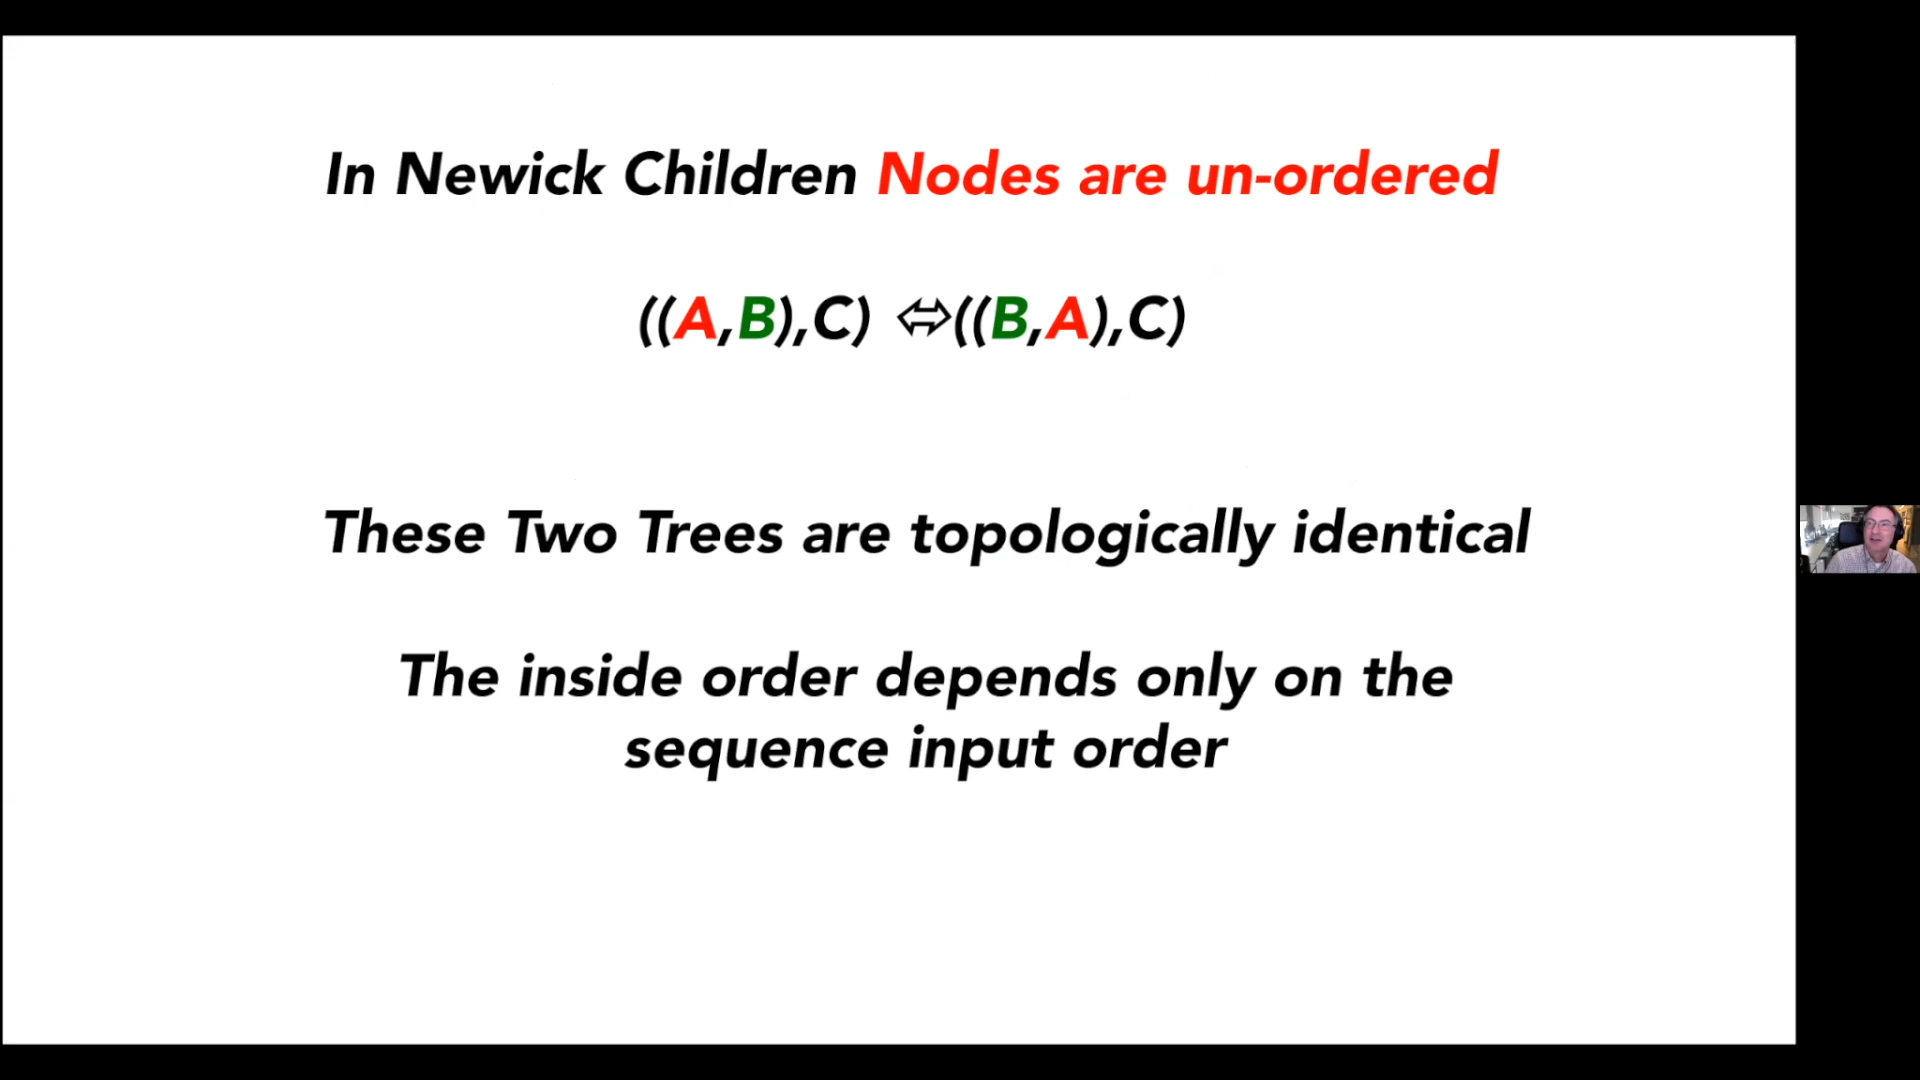 In Newick Children Nodes are un-ordered
((A,B),C) ⬄((B,A),C)
These Two Trees are topologically identical
The inside order depends only on the
sequence input order